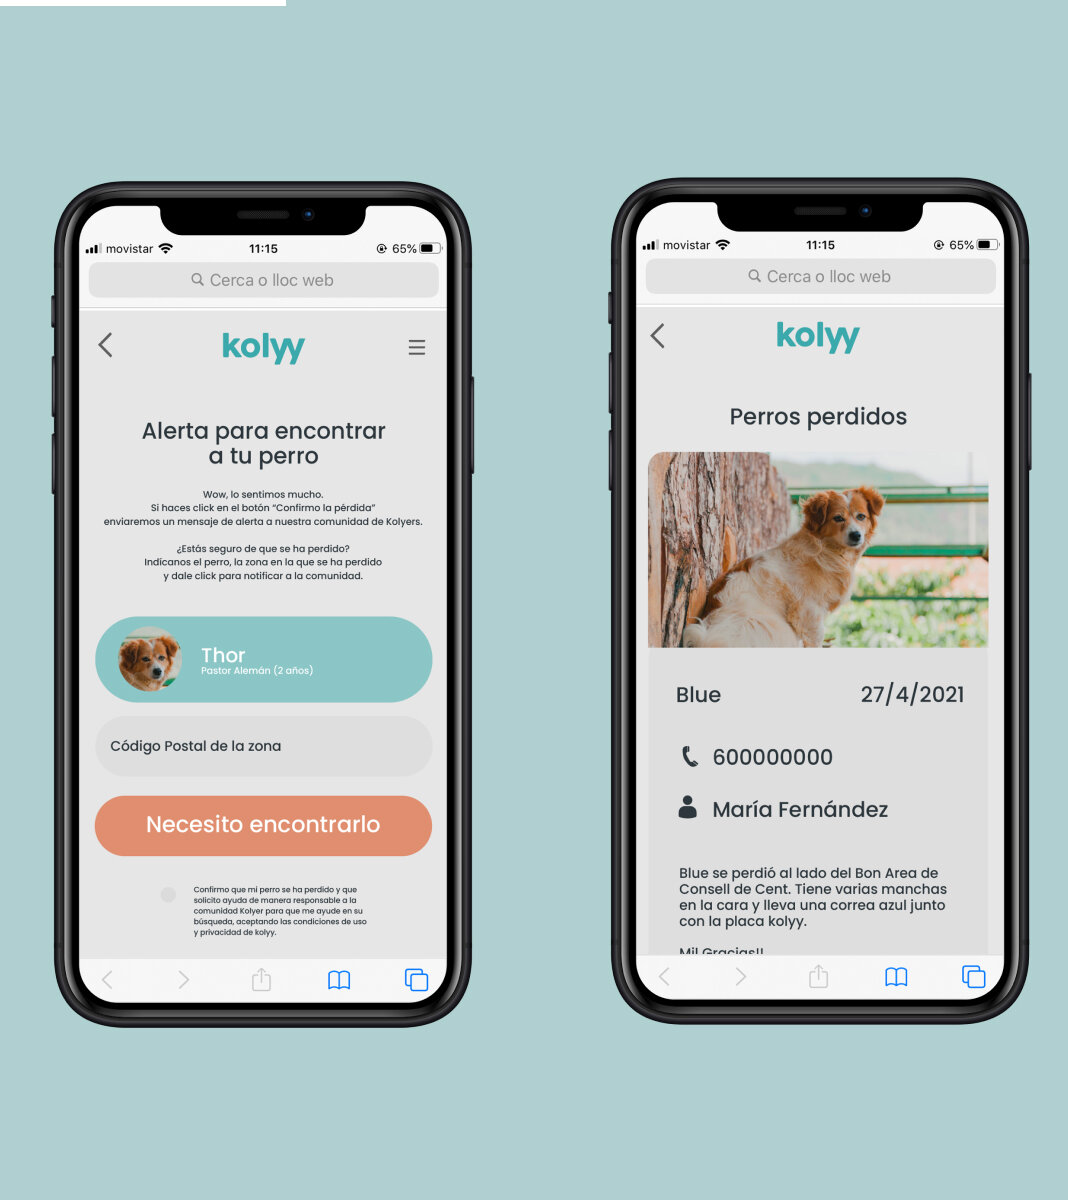 movistar
11:15
65%
Cerca o lloc web
kolyy
Alerta para encontrar
a tu perro
Wow, lo sentimos mucho.
Si haces click en el botón “Confirmo la pérdida”
enviaremos un mensaje de alerta a nuestra comunidad de Kolyers.
¿Estás seguro de que se ha perdido?
Indícanos el perro, la zona en la que se ha perdido
y dale click para notificar a la comunidad.
Thor
Pastor Alemán (2 años)
Código Postal de la zona
Necesito encontrarlo
Confirmo que mi perro se ha perdido y que
solicito ayuda de manera responsable a la
comunidad Kolyer para que me ayude en su
búsqueda, aceptando las condiciones de uso
y privacidad de kolyy.
movistar
11:15
65%
Cerca o lloc web
kolyy
Perros perdidos
Blue
27/4/2021
600000000
María Fernández
Blue se perdió al lado del Bon Area de
Consell de Cent. Tiene varias manchas
en la cara y lleva una correa azul junto
con la placa kolyy.
Mil Gracias!!